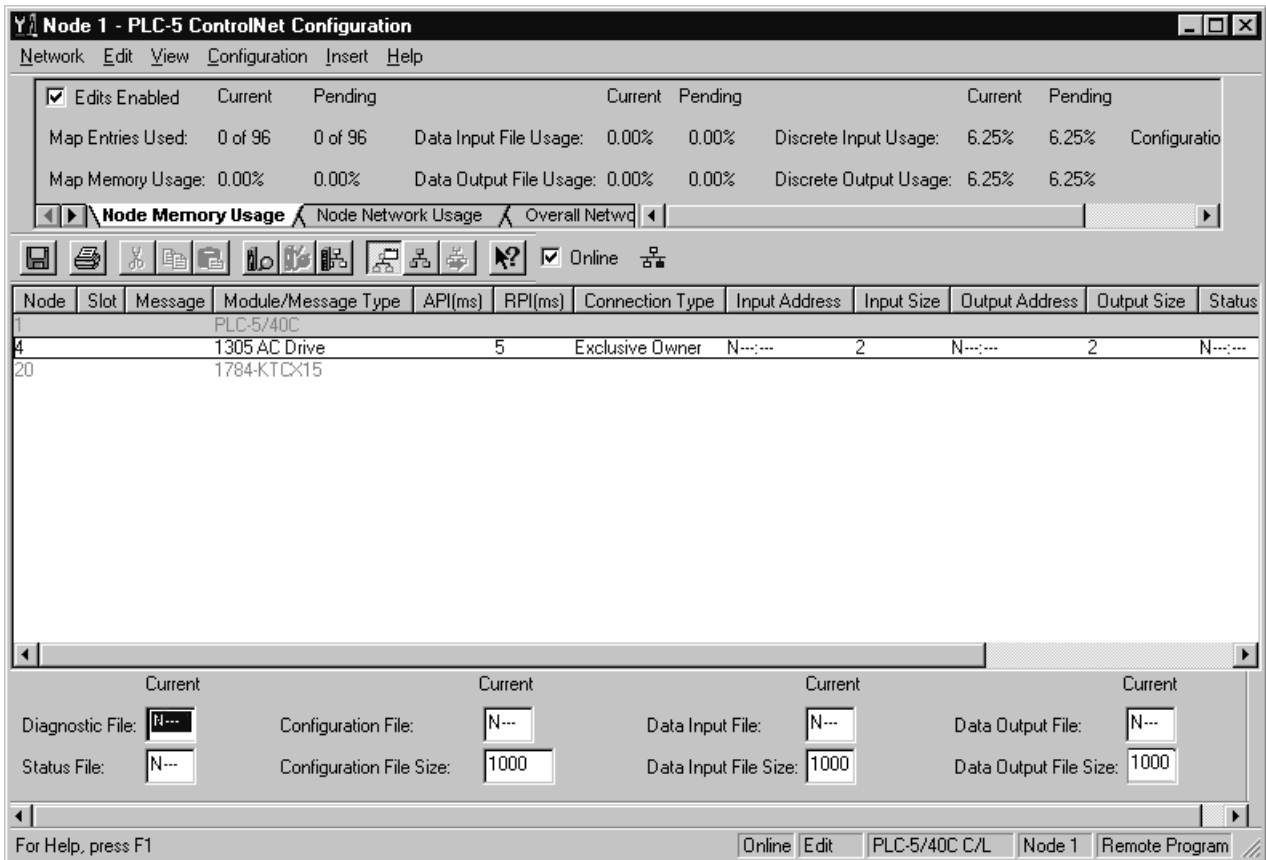 Node 1 - PLC-5 ControlNet Configuration
Network Edit View Configuration Insert Help
Edits Enabled Current Pending Current Pending Current Pending
Map Entries Used: 0 of 96 0 of 96 Data Input File Usage: 0.00% 0.00% Discrete Input Usage: 6.25% 6.25% Configuratio
Map Memory Usage: 0.00% 0.00% Data Output File Usage: 0.00% 0.00% Discrete Output Usage: 6.25% 6.25%
Node Memory Usage Node Network Usage Overall Netwo
Online
Node Slot Message Module/Message Type API(ms) RPI(ms) Connection Type Input Address Input Size Output Address Output Size Status
1 PLC-5/40C
4 1305 AC Drive 5 Exclusive Owner N---:--- 2 N---:--- 2 N---:---
20 1784-KTCX15
Current Current Current Current
Diagnostic File: N--- Configuration File: N--- Data Input File: N--- Data Output File: N---
Status File: N--- Configuration File Size: 1000 Data Input File Size: 1000 Data Output File Size: 1000
For Help, press F1 Online Edit PLC-5/40C C/L Node 1 Remote Program